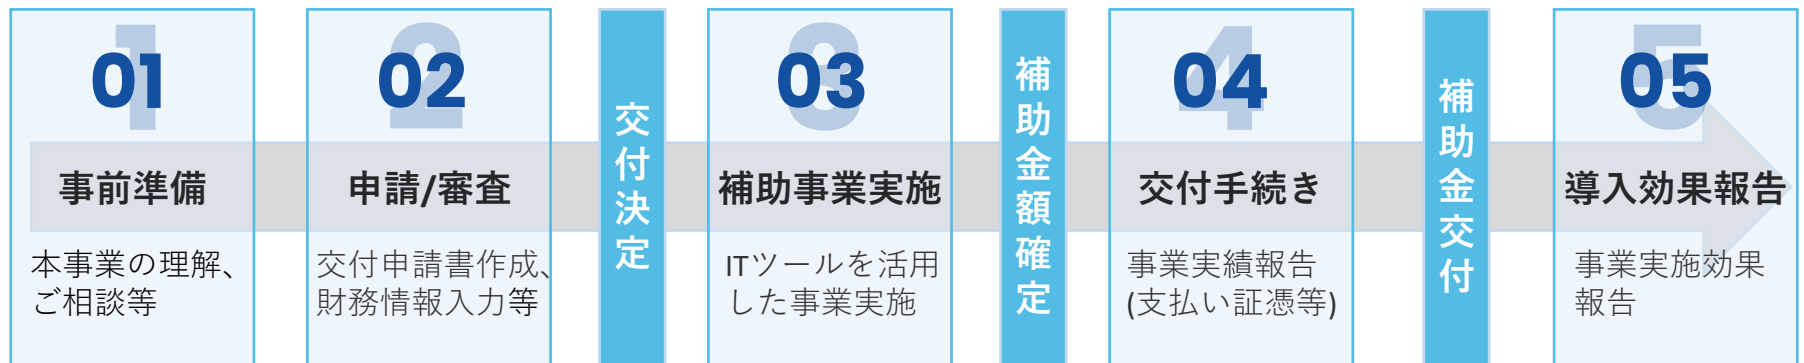 01
事前準備
本事業の理解、
ご相談等
02
申請/審査
交付申請書作成、
財務情報入力等
交付決定
03
補助事業実施
ITツールを活用
した事業実施
補助金額確定
04
交付手続き
事業実績報告
(支払い証憑等)
補助金交付
05
導入効果報告
事業実施効果
報告